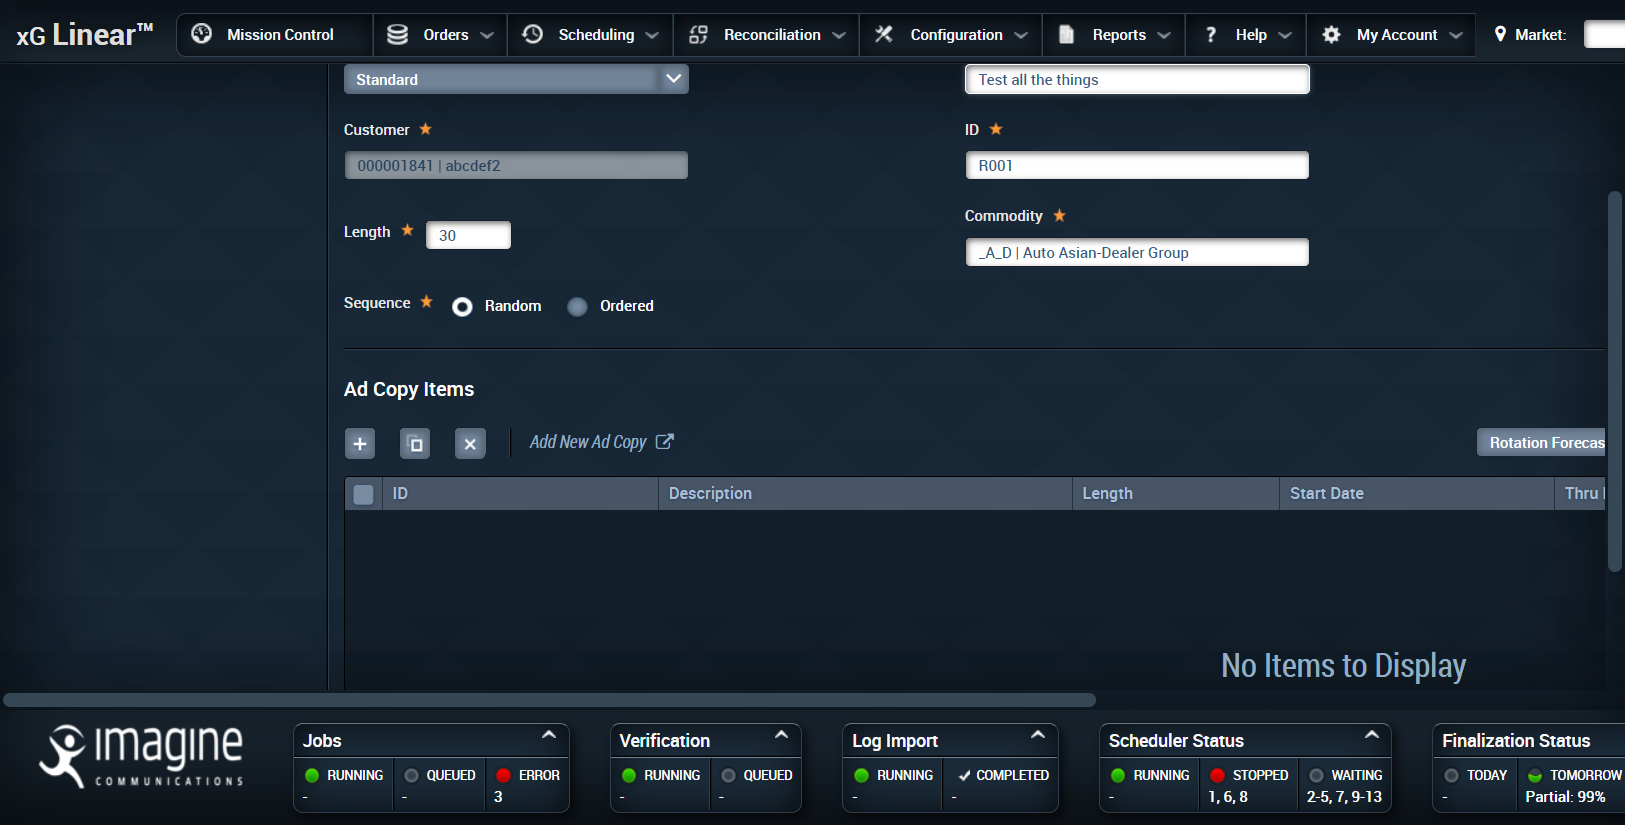 xG Linear™ Mission Control Orders Scheduling Reconciliation Configuration Reports ? Help My Account Market:
Standard Test all the things
Customer ID
000001841 | abcdef2 R001
Commodity
Length 30
_A_D | Auto Asian-Dealer Group
Sequence Random Ordered
Ad Copy Items
Add New Ad Copy Rotation Forecas
ID Description Length Start Date Thru
No Items to Display
imagine
COMMUNICATIONS
Jobs
RUNNING QUEUED ERROR
- - 3
Verification
RUNNING QUEUED
- -
Log Import
RUNNING COMPLETED
- -
Scheduler Status
RUNNING STOPPED WAITING
- 1, 6, 8 2-5, 7, 9-13
Finalization Status
TODAY TOMORROW
- Partial: 99%